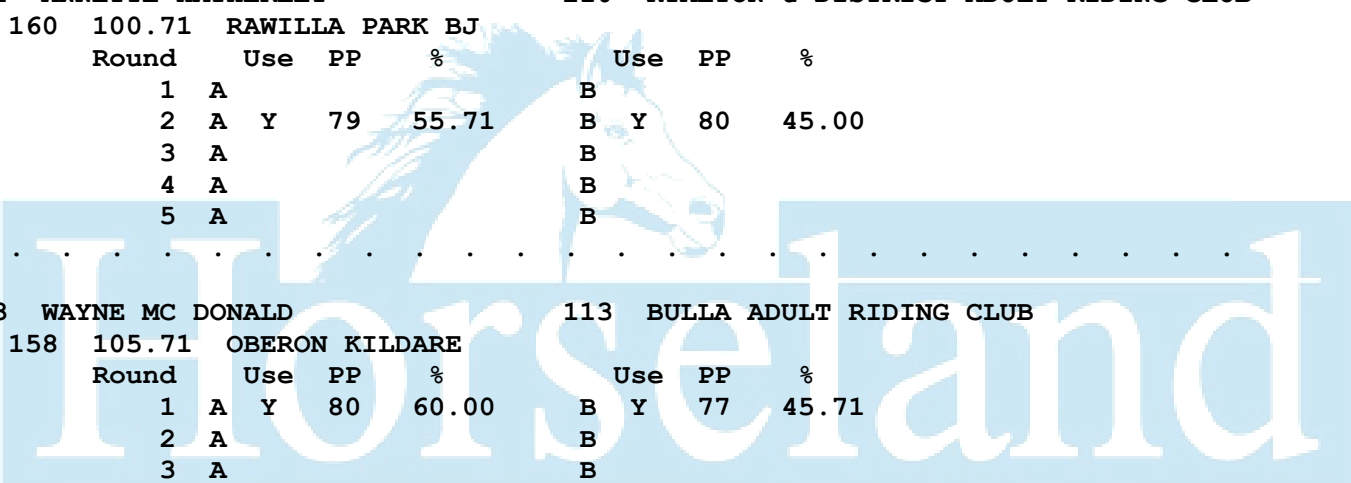 160 100.71 RAWILLA PARK BJ
Round Use PP % Use PP %
1 A B
2 A Y 79 55.71 B Y 80 45.00
3 A B
4 A B
5 A B
. . . . . . . . . . . . . . . . . . . . . . . . .
WAYNE MC DONALD 113 BULLA ADULT RIDING CLUB
158 105.71 OBERON KILDARE
Round Use PP % Use PP %
1 A Y 80 60.00 B Y 77 45.71
2 A B
3 A B
Horseland